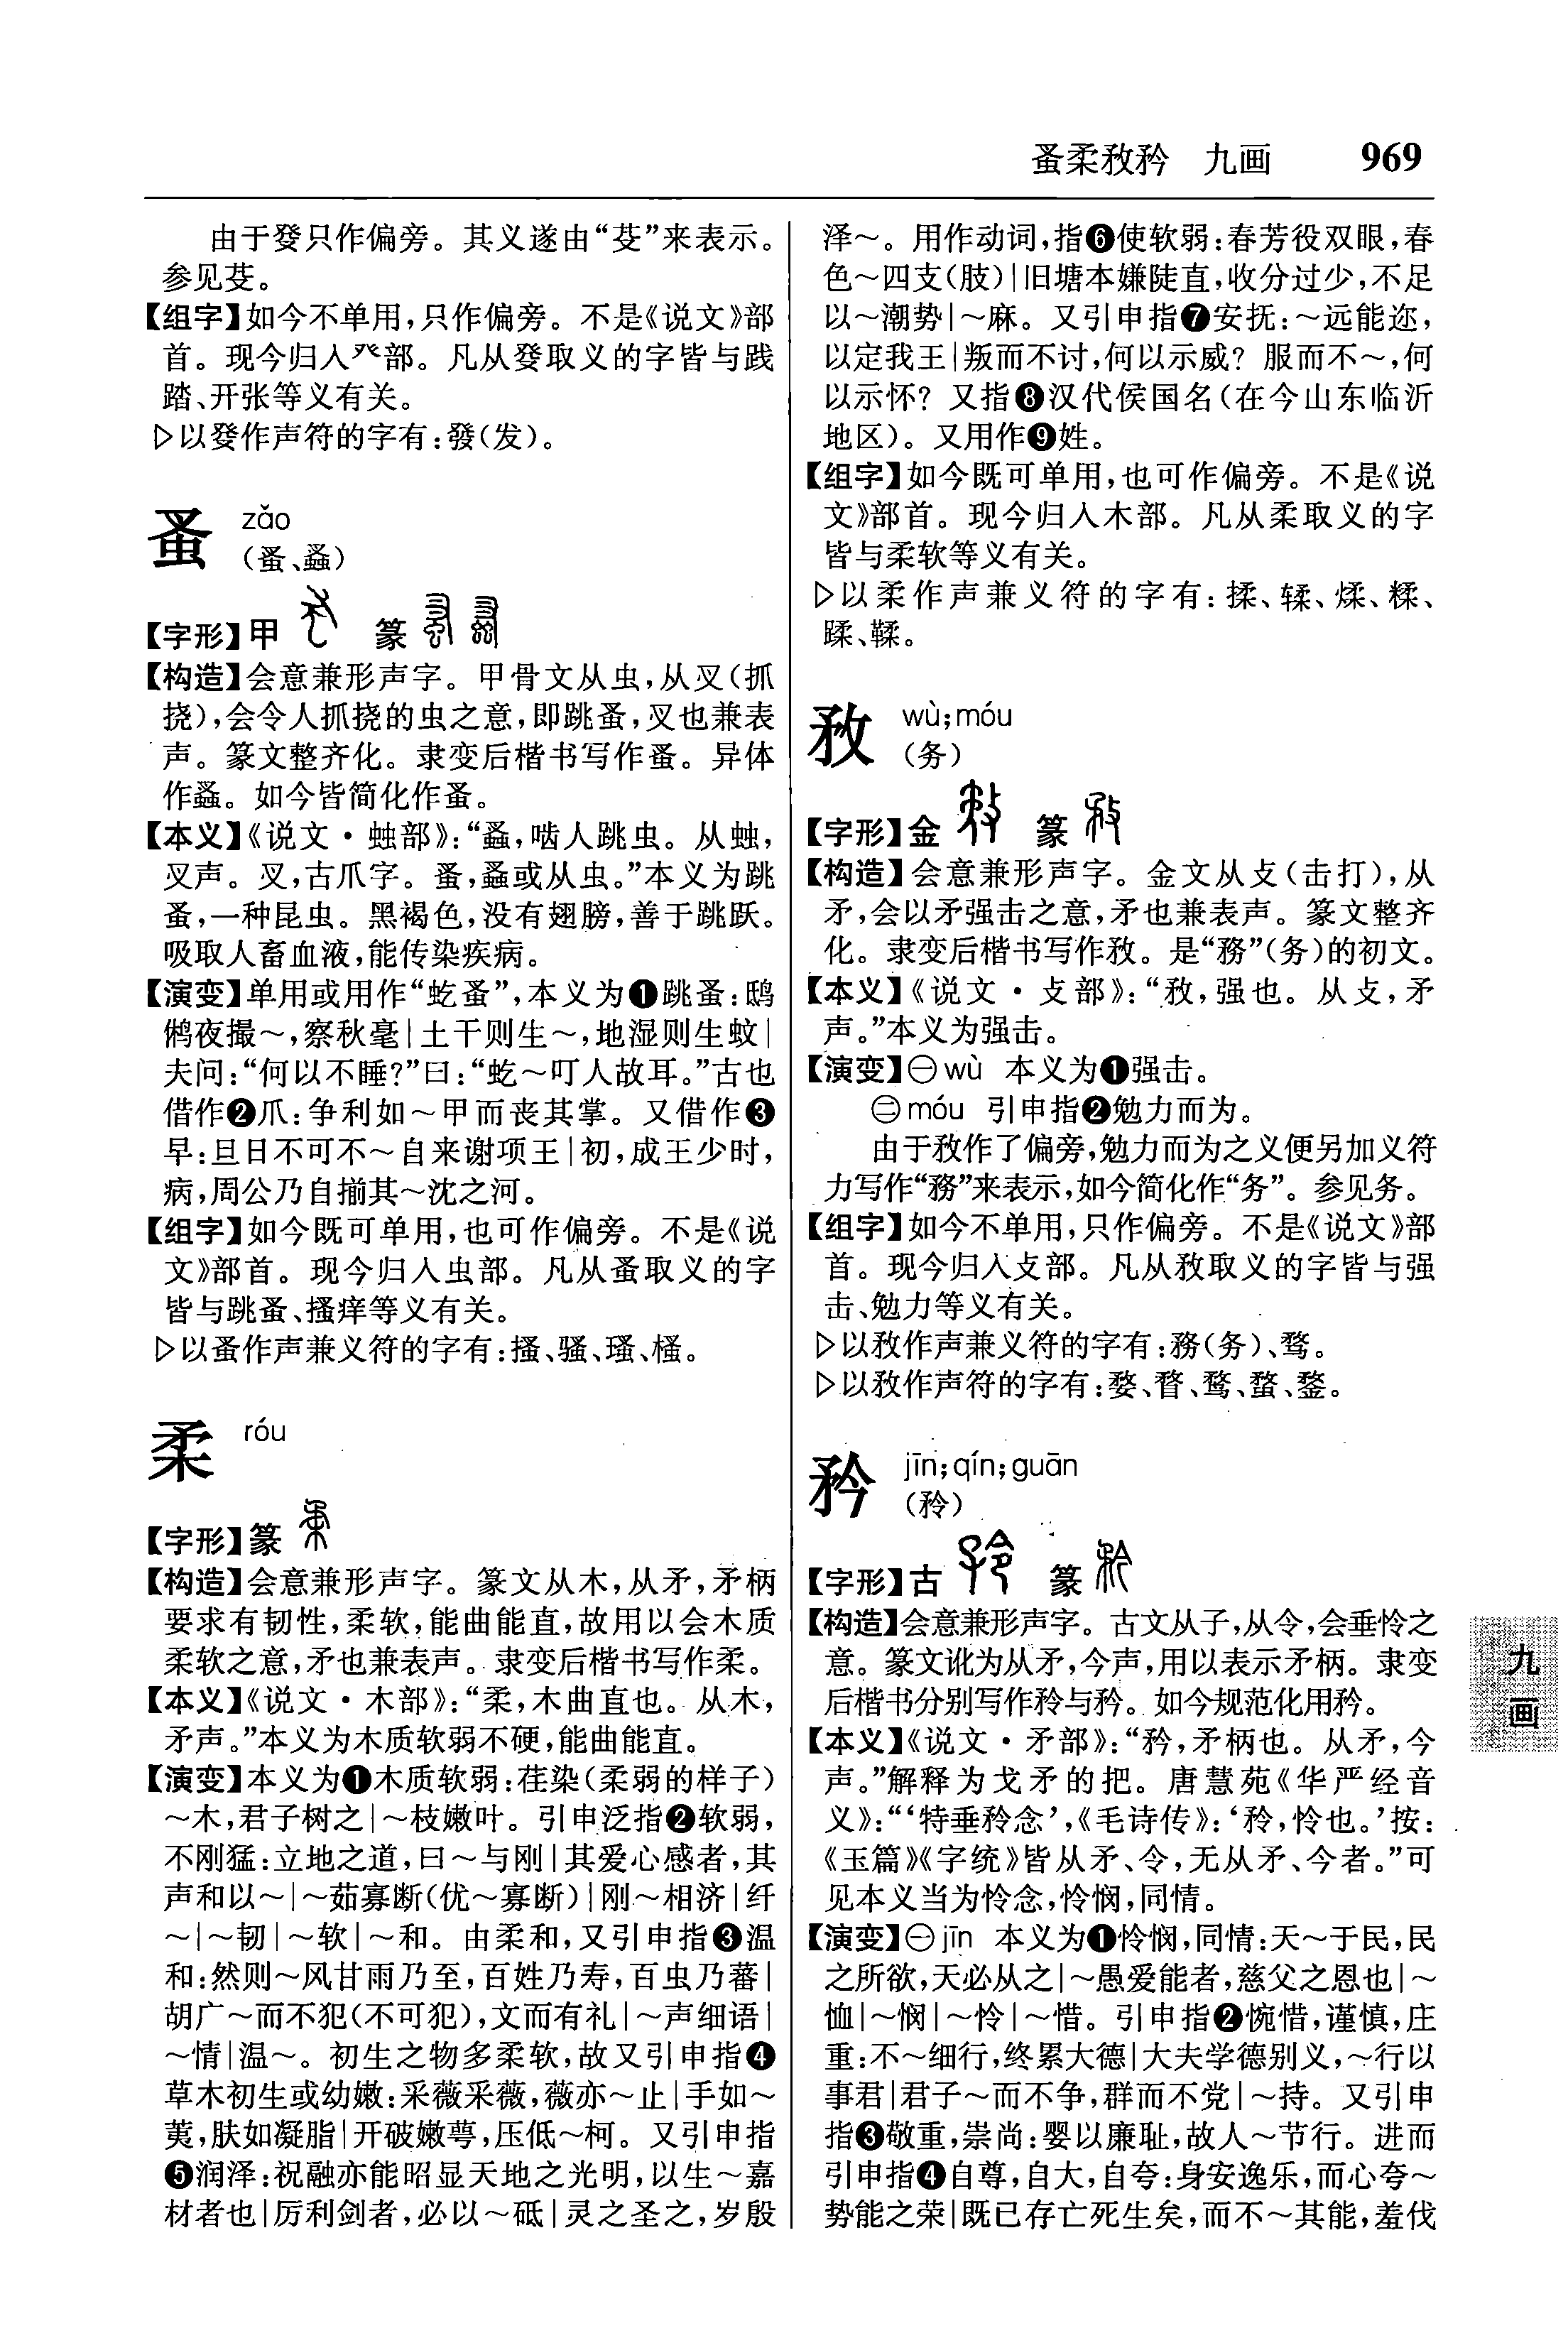 蚤柔敄矜　九画　969
由于癹只作偏旁。其义遂由“芟”来表示。
参见芟。
【组字】如今不单用，只作偏旁。不是《说文》部
首。现今归入癶部。凡从癹取义的字皆与践
踏、开张等义有关。
▷以癹作声符的字有：發（发）。
蚤 zǎo
（蚤、蝨）
【字形】甲　篆
【构造】会意兼形声字。甲骨文从虫，从叉（抓
挠），会令人抓挠的虫之意，即跳蚤，叉也兼表
声。篆文整齐化。隶变后楷书写作蚤。异体
作。如今皆简化作蚤。
【本义】《说文·䖵部》：“，啮人跳虫。从䖵，
叉声。叉，古爪字。蚤，或从虫。”本义为跳
蚤，一种昆虫。黑褐色，没有翅膀，善于跳跃。
吸取人畜血液，能传染疾病。
【演变】单用或用作“虼蚤”，本义为❶跳蚤：鸱
鸺夜撮～，察秋毫｜土干则生～，地湿则生蚊｜
夫问：“何以不睡？”曰：“虼～叮人故耳。”古也
借作❷爪：争利如～甲而丧其掌。又借作❸
早：旦日不可不～自来谢项王｜初，成王少时，
病，周公乃自揃其～沈之河。
【组字】如今既可单用，也可作偏旁。不是《说
文》部首。现今归入虫部。凡从蚤取义的字
皆与跳蚤、搔痒等义有关。
▷以蚤作声兼义符的字有：搔、骚、瑶、榣。
柔 róu
【字形】篆
【构造】会意兼形声字。篆文从木，从矛，矛柄
要求有韧性，柔软，能曲能直，故用以会木质
柔软之意，矛也兼表声。隶变后楷书写作柔。
【本义】《说文·木部》：“柔，木曲直也。从木，
矛声。”本义为木质软弱不硬，能曲能直。
【演变】本义为❶木质软弱：荏染（柔弱的样子）
～木，君子树之｜～枝嫩叶。引申泛指❷软弱，
不刚猛：立地之道，曰～与刚｜其爱心感者，其
声和以～｜～茹寡断（优～寡断）｜刚～相济｜纤
～｜～韧｜～软｜～和。由柔和，又引申指❸温
和：然则～风甘雨乃至，百姓乃寿，百虫乃蕃｜
胡广～而不犯（不可犯），文而有礼｜～声细语｜
～情｜温～。初生之物多柔软，故又引申指❹
草木初生或幼嫩：采薇采薇，薇亦～止｜手如～
荑，肤如凝脂｜开破嫩萼，压低～柯。又引申指
❺润泽：祝融亦能昭显天地之光明，以生～嘉
材者也｜厉利剑者，必以～砥｜灵之圣之，岁殷
泽～。用作动词，指❻使软弱：春芳役双眼，春
色～四支（肢）｜旧塘本嫌陡直，收分过少，不足
以～潮势｜～麻。又引申指❼安抚：～远能迩，
以定我王｜叛而不讨，何以示威？服而不～，何
以示怀？又指❽汉代侯国名（在今山东临沂
地区）。又用作❾姓。
【组字】如今既可单用，也可作偏旁。不是《说
文》部首。现今归入木部。凡从柔取义的字
皆与柔软等义有关。
▷以柔作声兼义符的字有：揉、𫐓、煣、糅、
蹂、鞣。
敄 wù；móu
（务）
【字形】金　篆
【构造】会意兼形声字。金文从攴（击打），从
矛，会以矛强击之意，矛也兼表声。篆文整齐
化。隶变后楷书写作敄。是“務”（务）的初文。
【本义】《说文·攴部》：“敄，强也。从攴，矛
声。”本义为强击。
【演变】㊀wù　本义为❶强击。
㊁móu　引申指❷勉力而为。
由于敄作了偏旁，勉力而为之义便另加义符
力写作“務”来表示，如今简化作“务”。参见务。
【组字】如今不单用，只作偏旁。不是《说文》部
首。现今归入攴部。凡从敄取义的字皆与强
击、勉力等义有关。
▷以敄作声兼义符的字有：務（务）、骛。
▷以敄作声符的字有：婺、瞀、鹜、蝥、鍪。
矜 jīn；qín；guān
（矝）
【字形】古　篆
【构造】会意兼形声字。古文从子，从令，会垂怜之
意。篆文讹为从矛，今声，用以表示矛柄。隶变
后楷书分别写作矝与矜。如今规范化用矜。
【本义】《说文·矛部》：“矜，矛柄也。从矛，今
声。”解释为戈矛的把。唐慧苑《华严经音
义》：“‘特垂矜念’，《毛诗传》：‘矜，怜也。’按：
《玉篇》《字统》皆从矛、令，无从矛、今者。”可
见本义当为怜念，怜悯，同情。
【演变】㊀jīn　本义为❶怜悯，同情：天～于民，民
之所欲，天必从之｜～愚爱能者，慈父之恩也｜～
恤｜～悯｜～怜｜～惜。引申指❷惋惜，谨慎，庄
重：不～细行，终累大德｜大夫学德别义，～行以
事君｜君子～而不争，群而不党｜～持。又引申
指❸敬重，崇尚：婴以廉耻，故人～节行。进而
引申指❹自尊，自大，自夸：身安逸乐，而心夸～
势能之荣｜既已存亡死生矣，而不～其能，羞伐
九
画